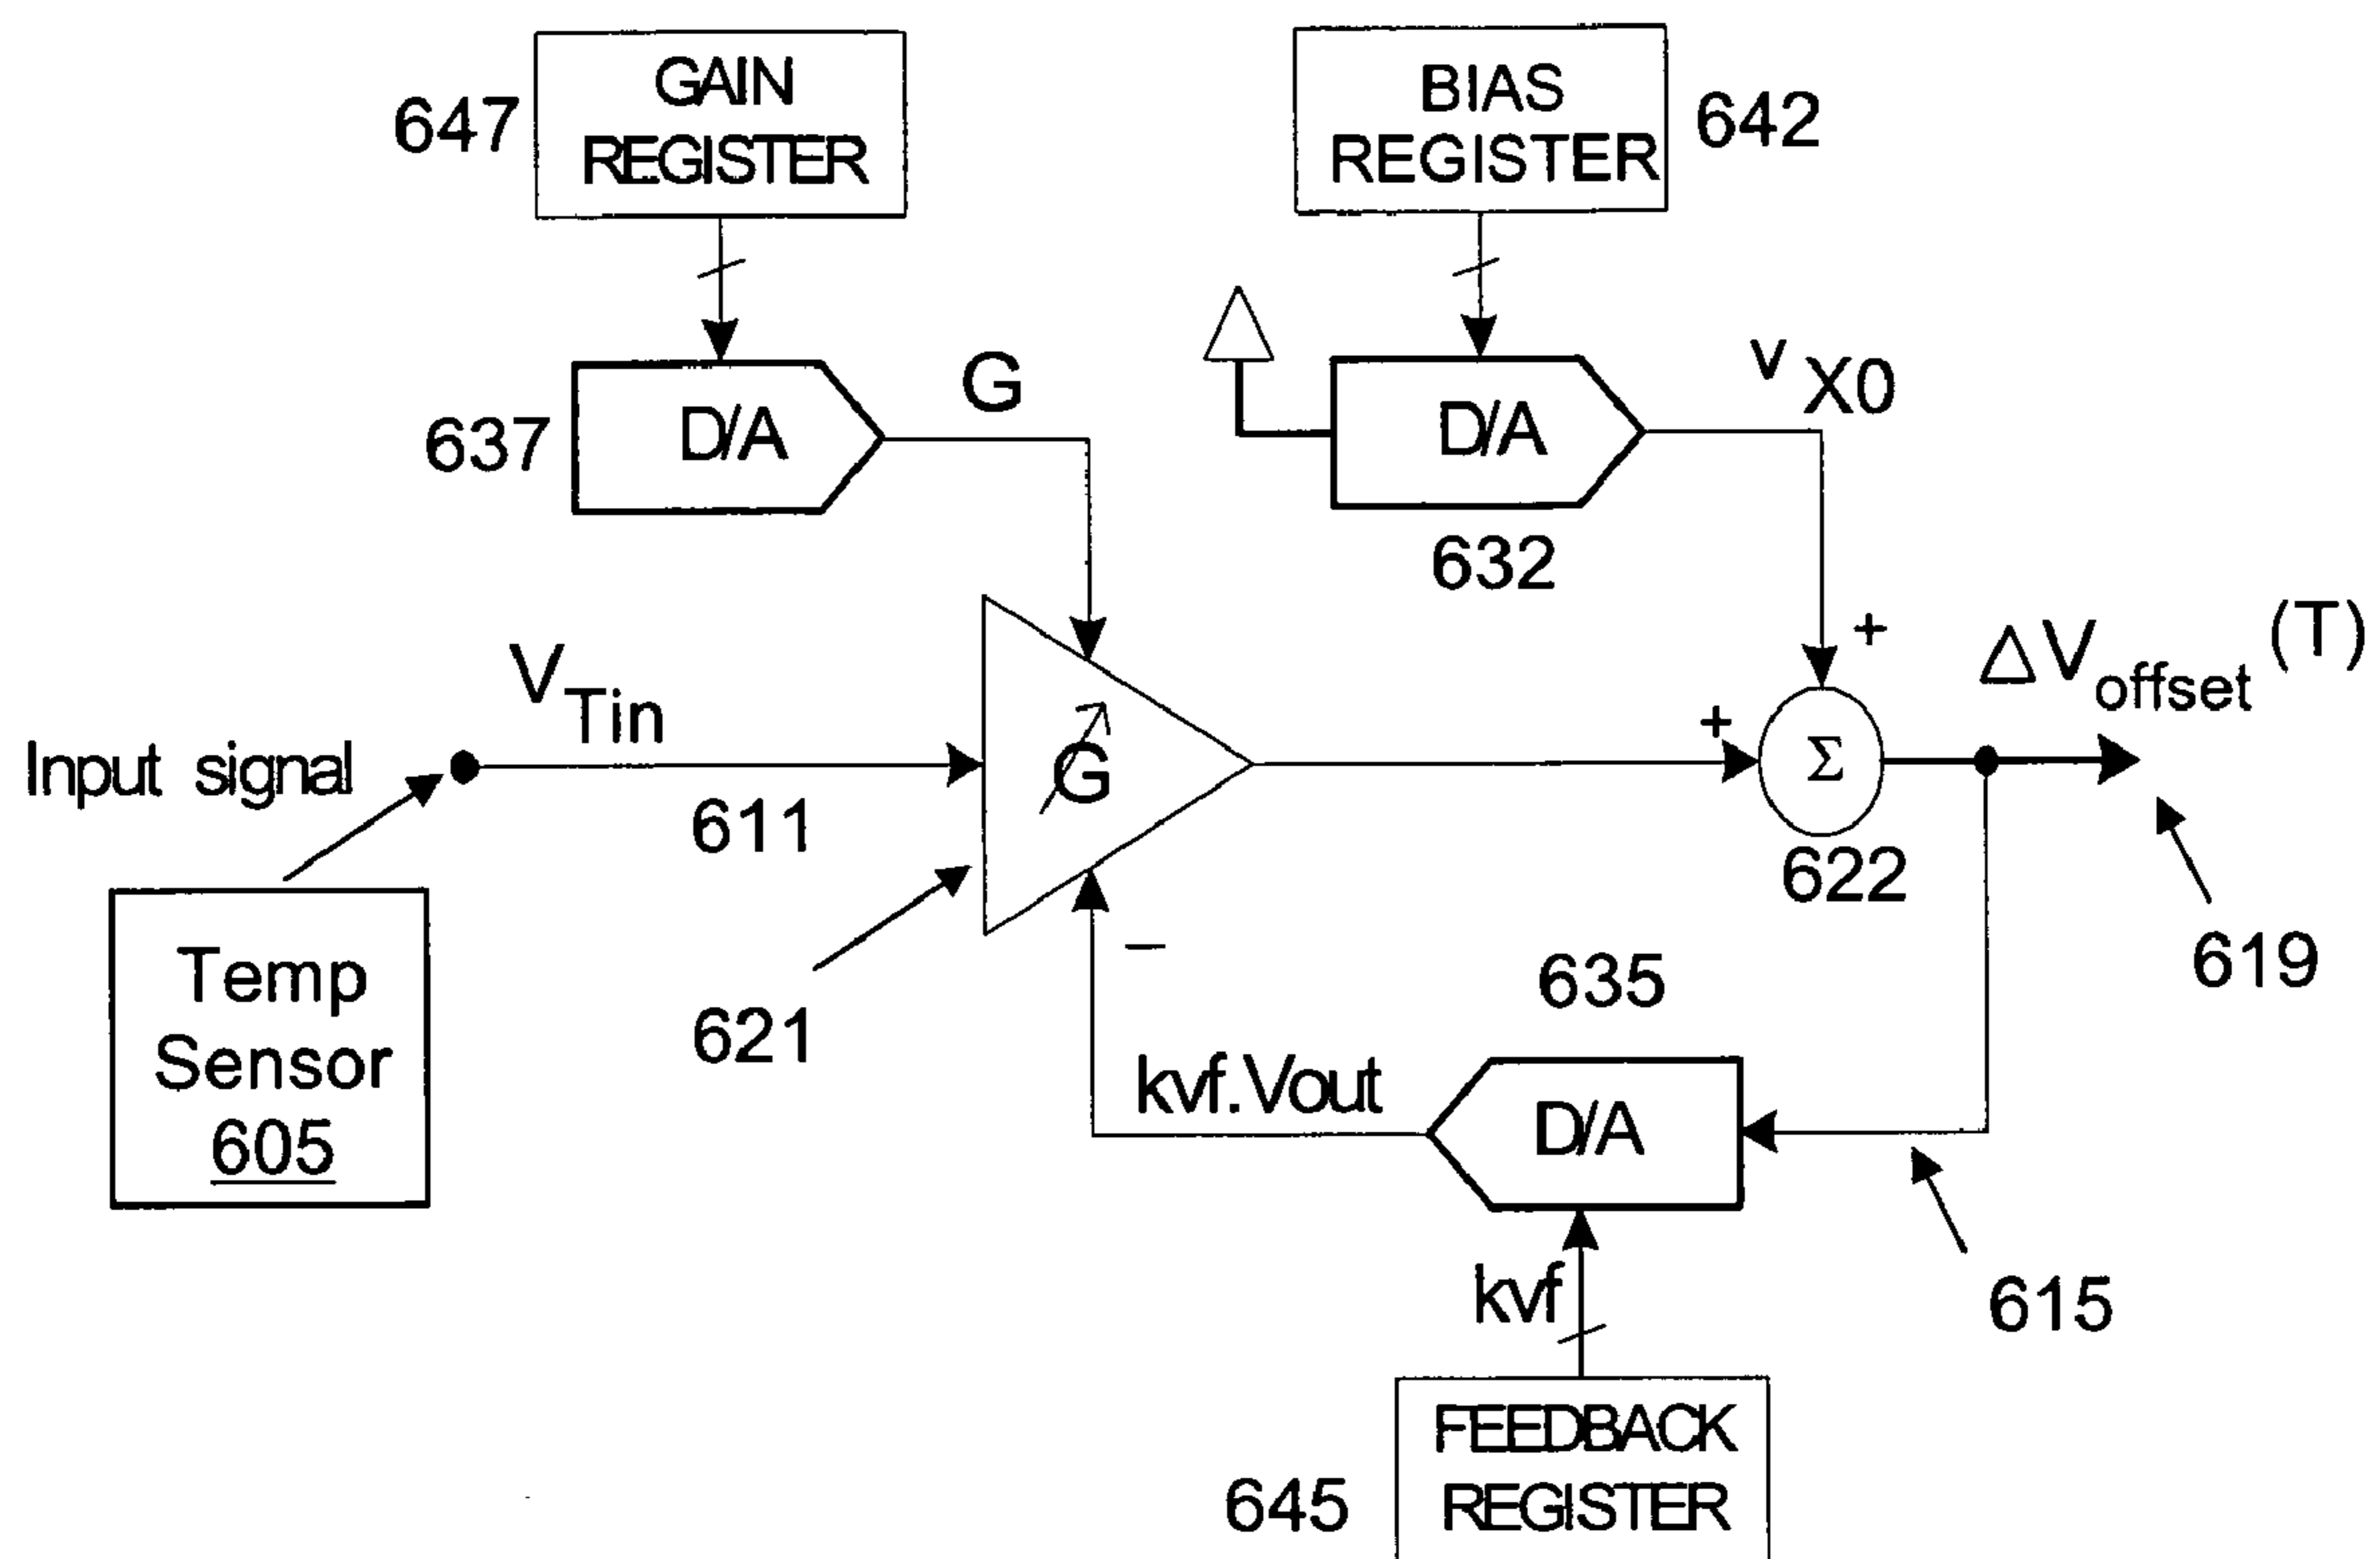 GAIN
REGISTER
647
BIAS
REGISTER
642
D/A
637
G
D/A
632
v X0
Input signal
V Tin
611
G
621
+
+
Σ
622
ΔV offset (T)
619
Temp
Sensor
605
−
kvf.Vout
635
D/A
615
kvf
FEEDBACK
REGISTER
645